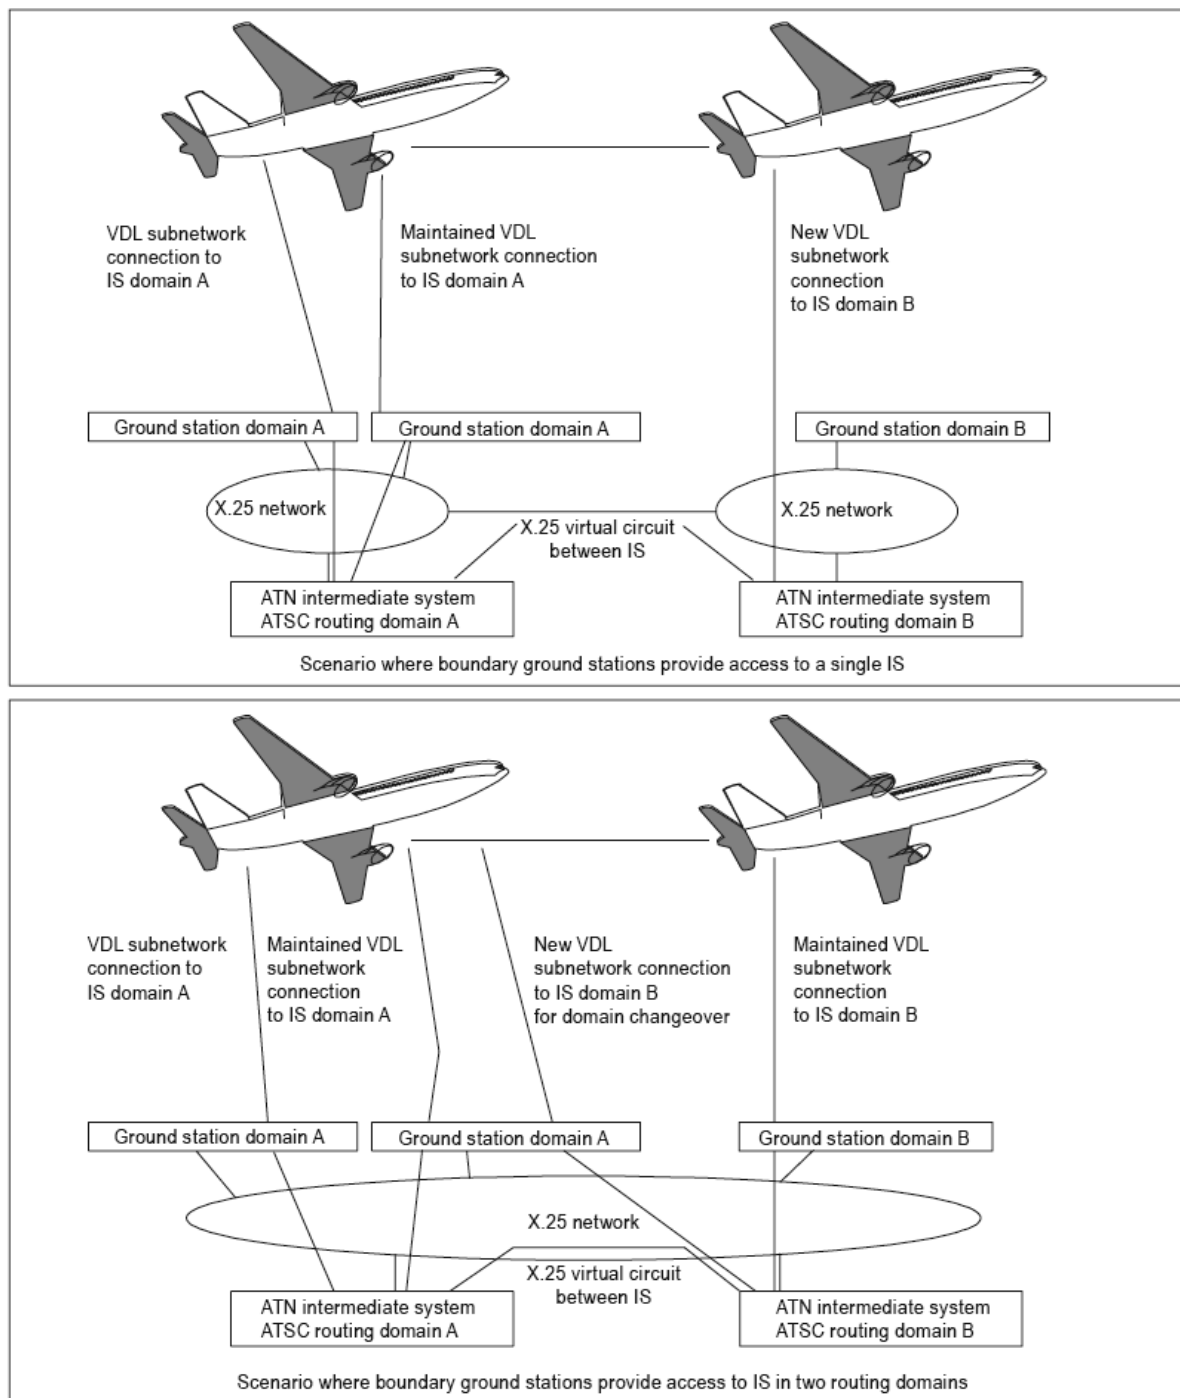 VDL subnetwork
connection to
IS domain A
Maintained VDL
subnetwork connection
to IS domain A
New VDL
subnetwork
connection
to IS domain B
Ground station domain A
Ground station domain A
Ground station domain B
X.25 network
X.25 network
X.25 virtual circuit
between IS
ATN intermediate system
ATSC routing domain A
ATN intermediate system
ATSC routing domain B
Scenario where boundary ground stations provide access to a single IS
VDL subnetwork
connection to
IS domain A
Maintained VDL
subnetwork
connection
to IS domain A
New VDL
subnetwork connection
to IS domain B
for domain changeover
Maintained VDL
subnetwork
connection
to IS domain B
Ground station domain A
Ground station domain A
Ground station domain B
X.25 network
X.25 virtual circuit
between IS
ATN intermediate system
ATSC routing domain A
ATN intermediate system
ATSC routing domain B
Scenario where boundary ground stations provide access to IS in two routing domains